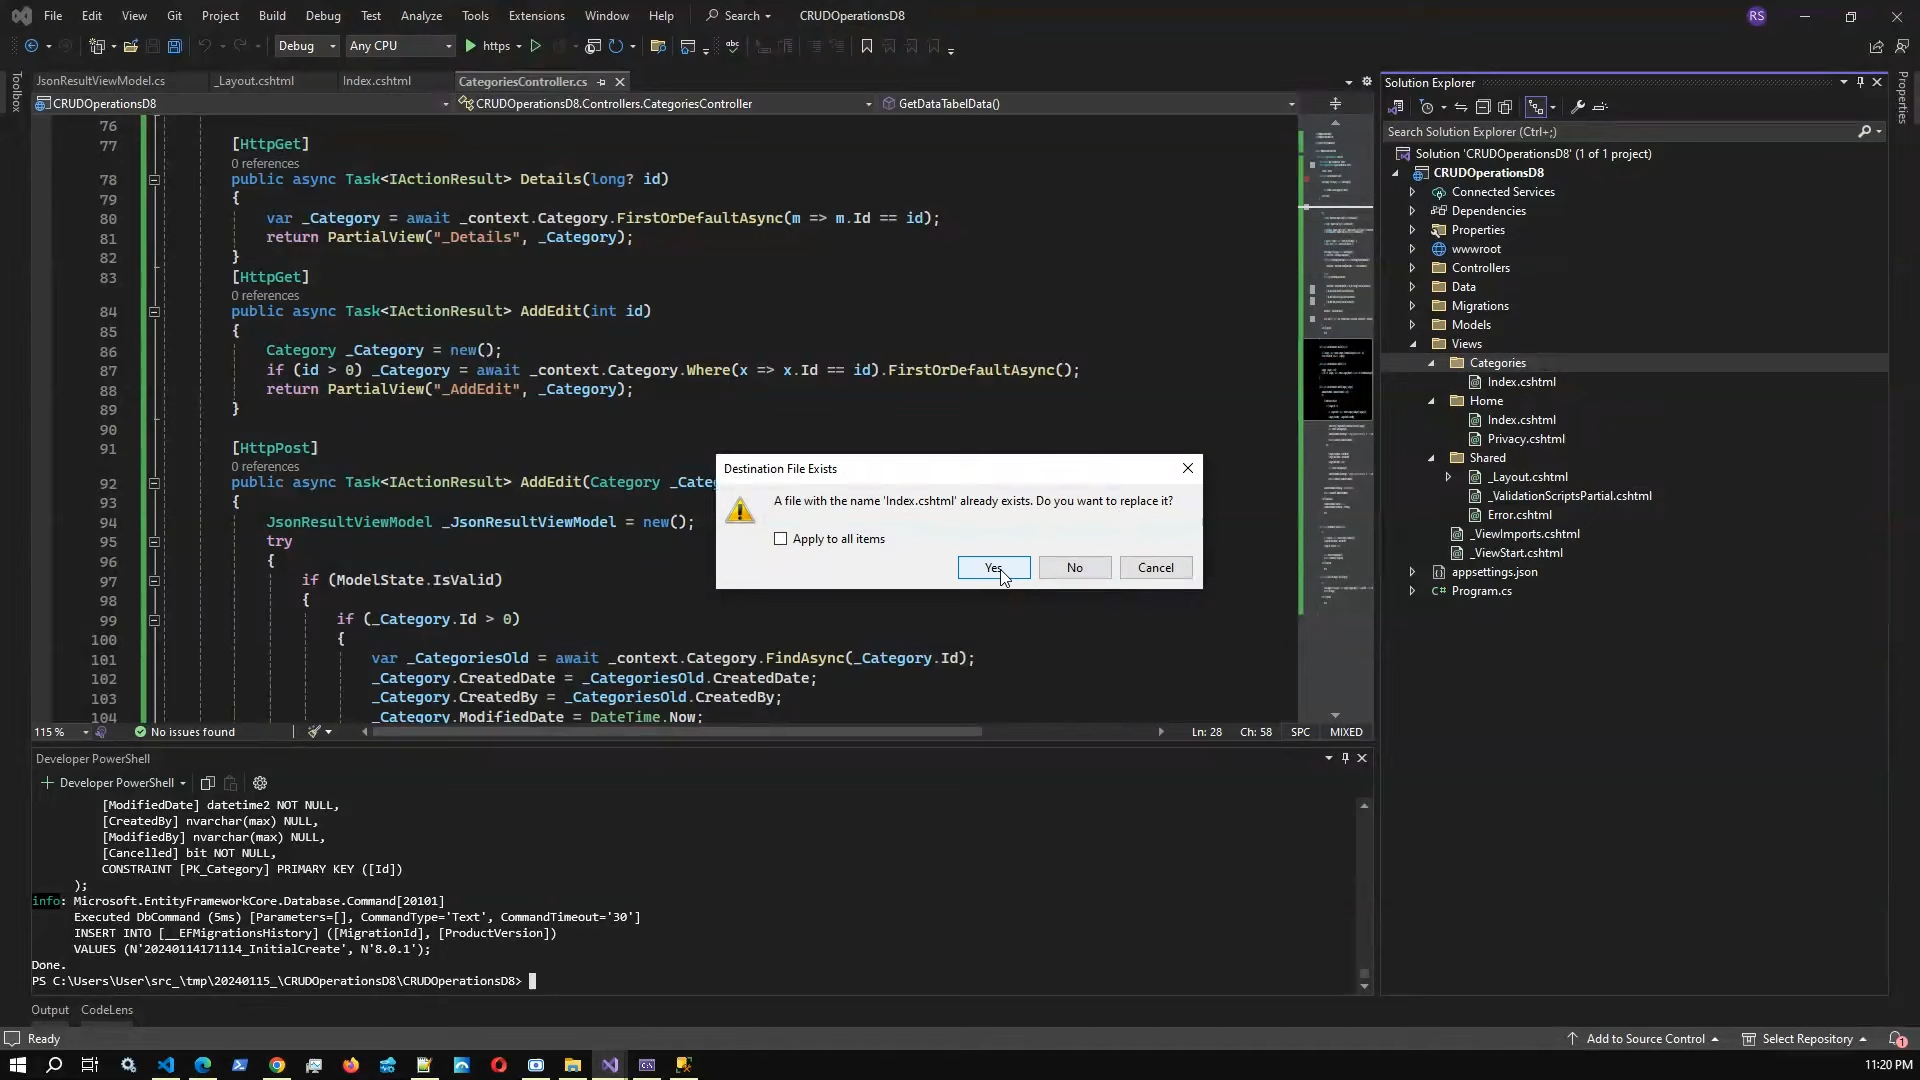 File Edit View Git Project Build Debug Test Analyze Tools Extensions Window Help Search CRUDOperationsD8 RS
Debug Any CPU https
JsonResultViewModel.cs _Layout.cshtml Index.cshtml CategoriesController.cs
CRUDOperationsD8 CRUDOperationsD8.Controllers.CategoriesController GetDataTabelData()
Toolbox
76
77 [HttpGet]
0 references
78 public async Task<IActionResult> Details(long? id)
79 {
80 var _Category = await _context.Category.FirstOrDefaultAsync(m => m.Id == id);
81 return PartialView("_Details", _Category);
82 }
83 [HttpGet]
0 references
84 public async Task<IActionResult> AddEdit(int id)
85 {
86 Category _Category = new();
87 if (id > 0) _Category = await _context.Category.Where(x => x.Id == id).FirstOrDefaultAsync();
88 return PartialView("_AddEdit", _Category);
89 }
90
91 [HttpPost]
0 references
92 public async Task<IActionResult> AddEdit(Category _Cate
93 {
94 JsonResultViewModel _JsonResultViewModel = new();
95 try
96 {
97 if (ModelState.IsValid)
98 {
99 if (_Category.Id > 0)
100 {
101 var _CategoriesOld = await _context.Category.FindAsync(_Category.Id);
102 _Category.CreatedDate = _CategoriesOld.CreatedDate;
103 _Category.CreatedBy = _CategoriesOld.CreatedBy;
104 _Category.ModifiedDate = DateTime.Now;
115 % No issues found Ln: 28 Ch: 58 SPC MIXED
Destination File Exists
A file with the name 'Index.cshtml' already exists. Do you want to replace it?
Apply to all items
Yes No Cancel
Developer PowerShell
Developer PowerShell
[ModifiedDate] datetime2 NOT NULL,
[CreatedBy] nvarchar(max) NULL,
[ModifiedBy] nvarchar(max) NULL,
[Cancelled] bit NOT NULL,
CONSTRAINT [PK_Category] PRIMARY KEY ([Id])
);
info: Microsoft.EntityFrameworkCore.Database.Command[20101]
Executed DbCommand (5ms) [Parameters=[], CommandType='Text', CommandTimeout='30']
INSERT INTO [__EFMigrationsHistory] ([MigrationId], [ProductVersion])
VALUES (N'20240114171114_InitialCreate', N'8.0.1');
Done.
PS C:\Users\User\src_\tmp\20240115_\CRUDOperationsD8\CRUDOperationsD8>
Output CodeLens
Solution Explorer
Search Solution Explorer (Ctrl+;)
Solution 'CRUDOperationsD8' (1 of 1 project)
CRUDOperationsD8
Connected Services
Dependencies
Properties
wwwroot
Controllers
Data
Migrations
Models
Views
Categories
Index.cshtml
Home
Index.cshtml
Privacy.cshtml
Shared
_Layout.cshtml
_ValidationScriptsPartial.cshtml
Error.cshtml
_ViewImports.cshtml
_ViewStart.cshtml
appsettings.json
C# Program.cs
Properties
Ready Add to Source Control Select Repository 1
11:20 PM